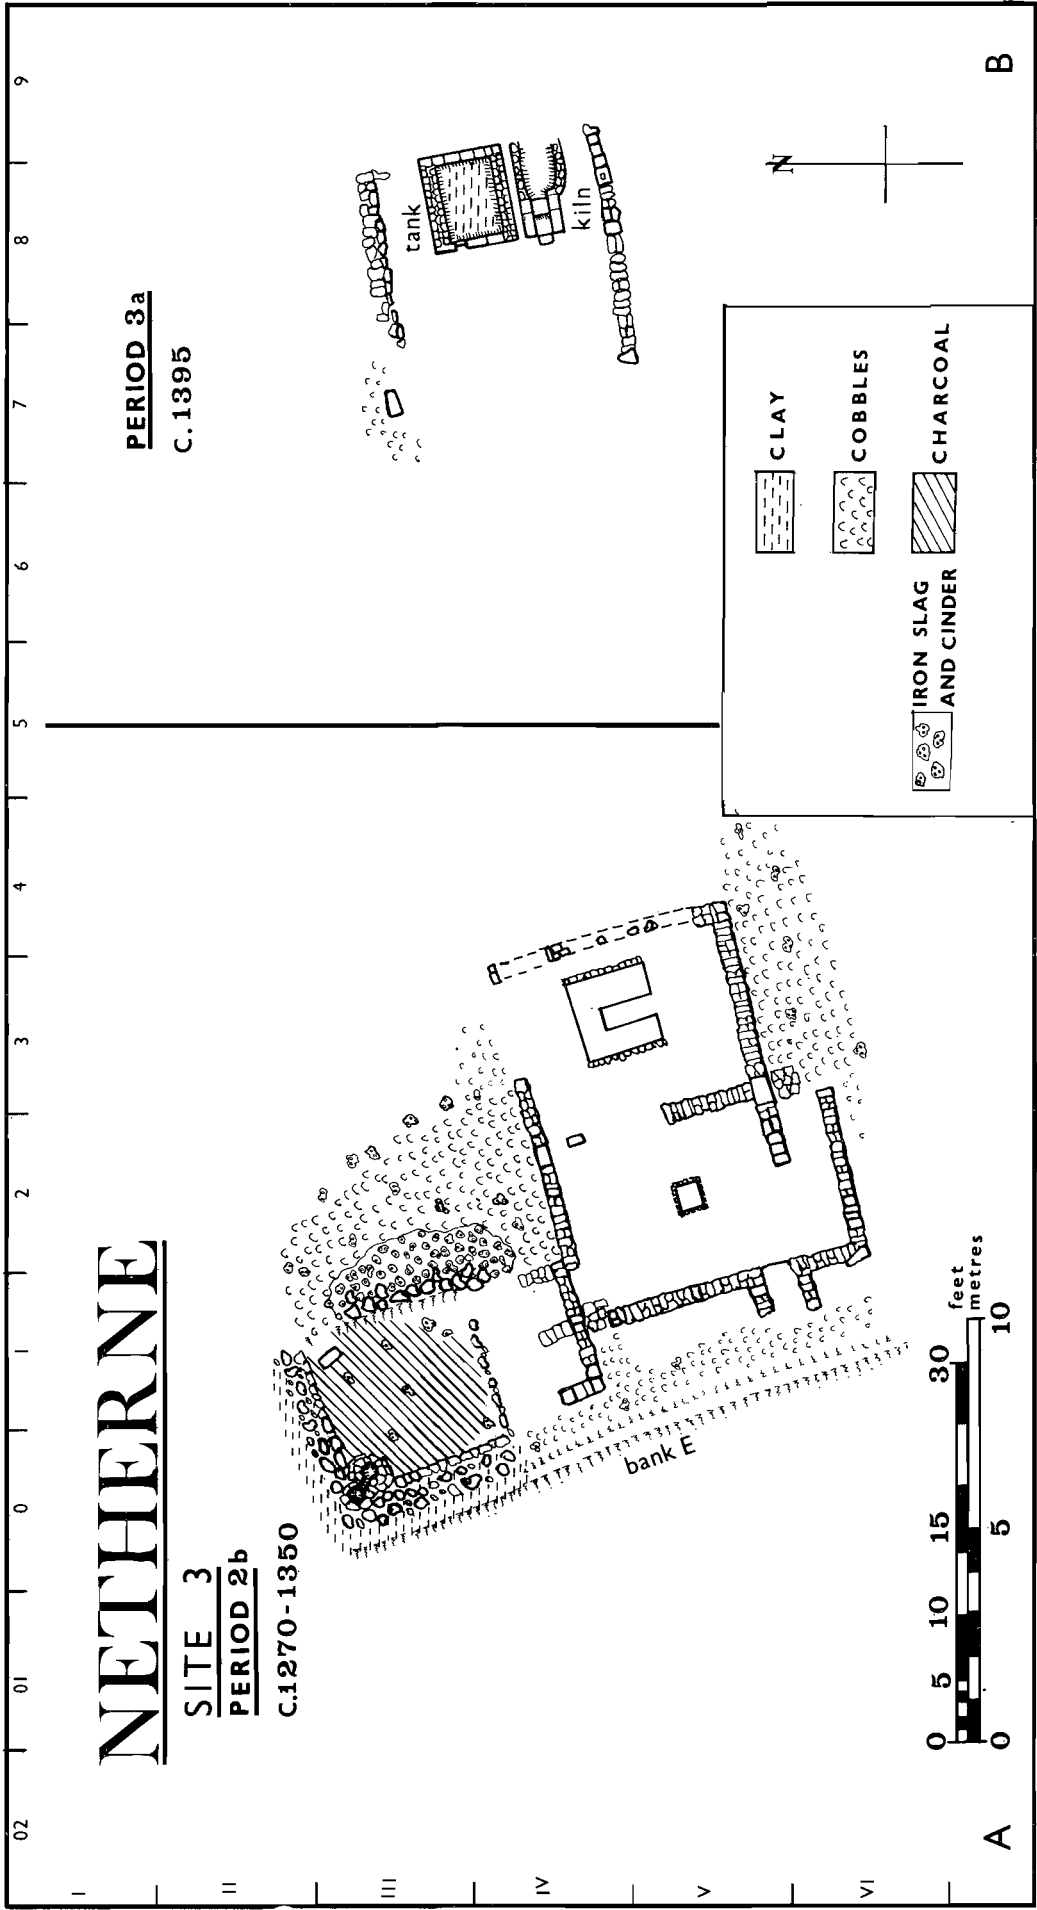 02 01 0 1 2 3 4 5 6 7 8 9
NETHERNE
SITE 3
PERIOD 2b
C.1270-1350
PERIOD 3a
C.1395
I
II
III
IV
V
VI
tank
kiln
bank E
N
CLAY
COBBLES
IRON SLAG
AND CINDER
CHARCOAL
0 5 10 15 30 feet
metres
0 5 10
A
B